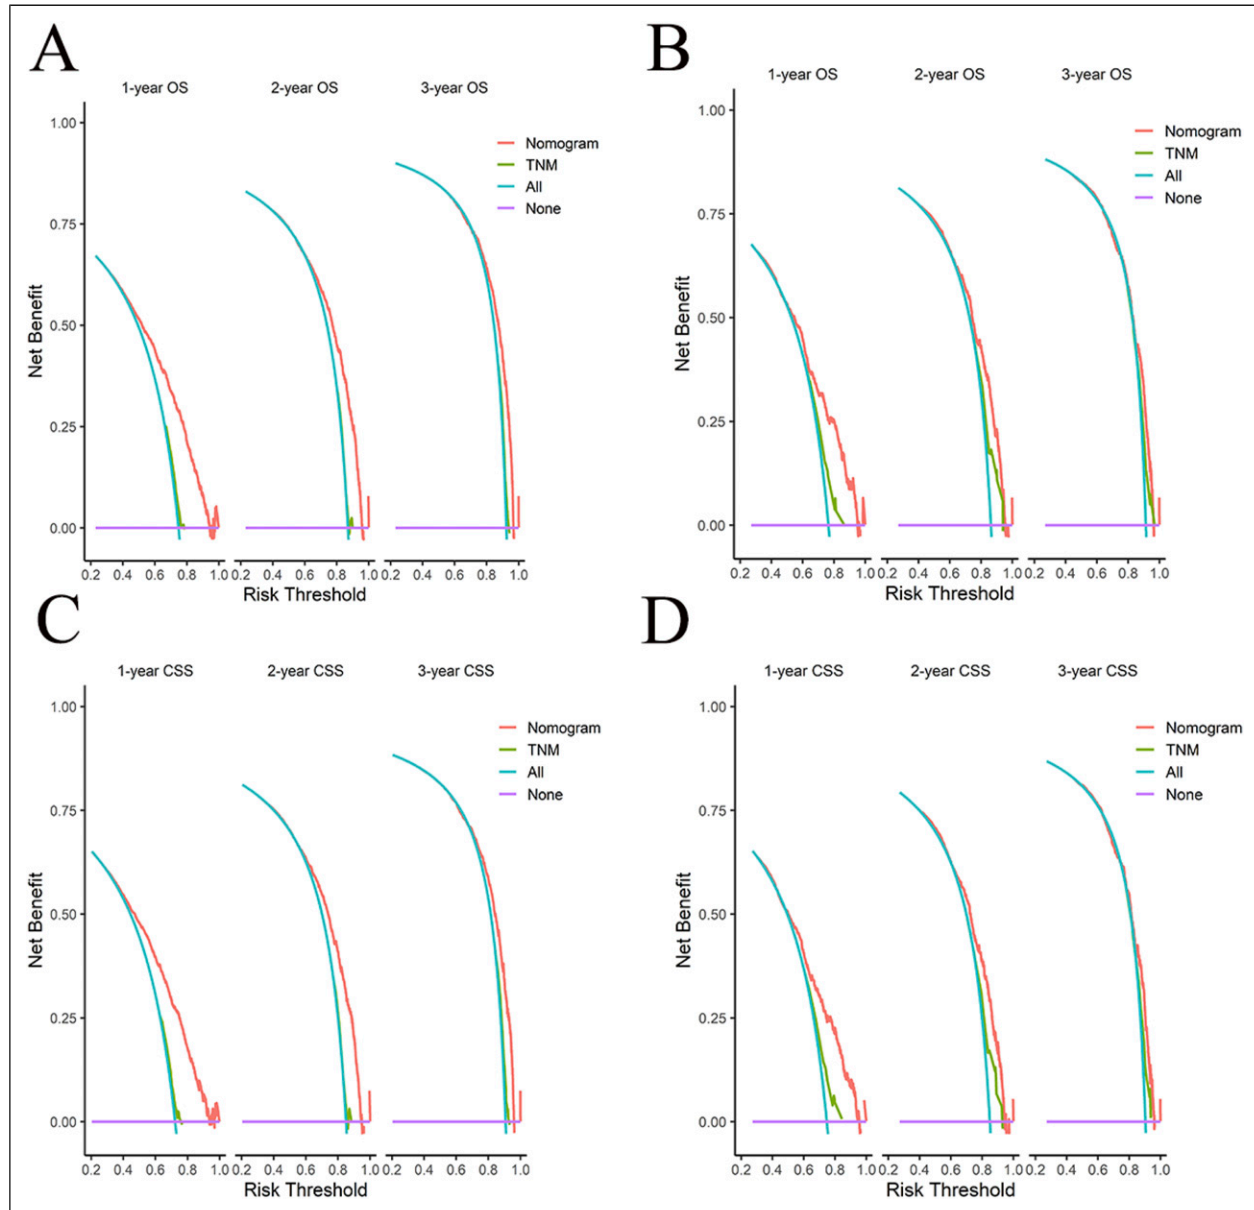 A
1-year OS 2-year OS 3-year OS
Nomogram
TNM
All
None
Net Benefit
1.00
0.75
0.50
0.25
0.00
0.2 0.4 0.6 0.8 1.0 0.2 0.4 0.6 0.8 1.0 0.2 0.4 0.6 0.8 1.0
Risk Threshold
B
1-year OS 2-year OS 3-year OS
Nomogram
TNM
All
None
Net Benefit
1.00
0.75
0.50
0.25
0.00
0.2 0.4 0.6 0.8 1.0 0.2 0.4 0.6 0.8 1.0 0.2 0.4 0.6 0.8 1.0
Risk Threshold
C
1-year CSS 2-year CSS 3-year CSS
Nomogram
TNM
All
None
Net Benefit
1.00
0.75
0.50
0.25
0.00
0.2 0.4 0.6 0.8 1.0 0.2 0.4 0.6 0.8 1.0 0.2 0.4 0.6 0.8 1.0
Risk Threshold
D
1-year CSS 2-year CSS 3-year CSS
Nomogram
TNM
All
None
Net Benefit
1.00
0.75
0.50
0.25
0.00
0.2 0.4 0.6 0.8 1.0 0.2 0.4 0.6 0.8 1.0 0.2 0.4 0.6 0.8 1.0
Risk Threshold